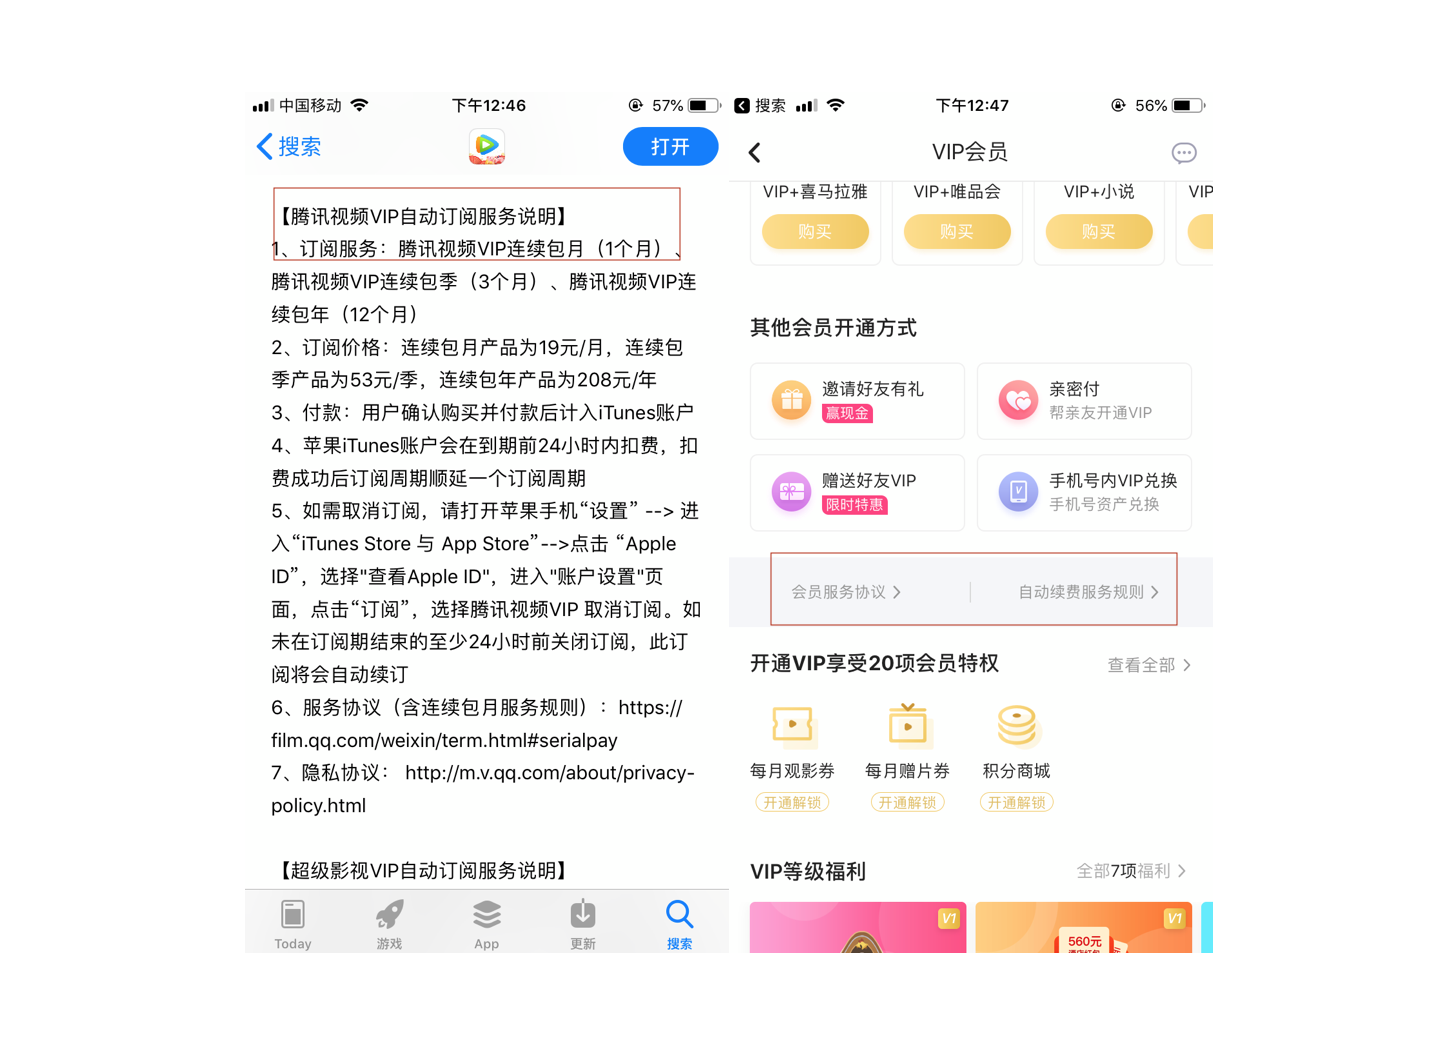 中国移动
下午12:46
57%
搜索
打开
【腾讯视频VIP自动订阅服务说明】
1、订阅服务：腾讯视频VIP连续包月（1个月）、
腾讯视频VIP连续包季（3个月）、腾讯视频VIP连
续包年（12个月）
2、订阅价格：连续包月产品为19元/月，连续包
季产品为53元/季，连续包年产品为208元/年
3、付款：用户确认购买并付款后计入iTunes账户
4、苹果iTunes账户会在到期前24小时内扣费，扣
费成功后订阅周期顺延一个订阅周期
5、如需取消订阅，请打开苹果手机“设置” --> 进
入“iTunes Store 与 App Store”-->点击 “Apple
ID”，选择"查看Apple ID"，进入"账户设置"页
面，点击“订阅”，选择腾讯视频VIP 取消订阅。如
未在订阅期结束的至少24小时前关闭订阅，此订
阅将会自动续订
6、服务协议（含连续包月服务规则）：https://
film.qq.com/weixin/term.html#serialpay
7、隐私协议： http://m.v.qq.com/about/privacy-
policy.html
【超级影视VIP自动订阅服务说明】
Today
游戏
App
更新
搜索
搜索
下午12:47
56%
VIP会员
VIP+喜马拉雅
VIP+唯品会
VIP+小说
VIP
购买
购买
购买
其他会员开通方式
邀请好友有礼
赢现金
亲密付
帮亲友开通VIP
赠送好友VIP
限时特惠
手机号内VIP兑换
手机号资产兑换
会员服务协议
自动续费服务规则
开通VIP享受20项会员特权
查看全部
每月观影券
每月赠片券
积分商城
开通解锁
开通解锁
开通解锁
VIP等级福利
全部7项福利
V1
V1
560元